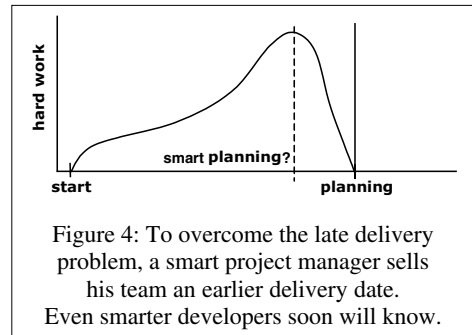 hard work
smart planning?
start
planning
Figure 4: To overcome the late delivery
problem, a smart project manager sells
his team an earlier delivery date.
Even smarter developers soon will know.